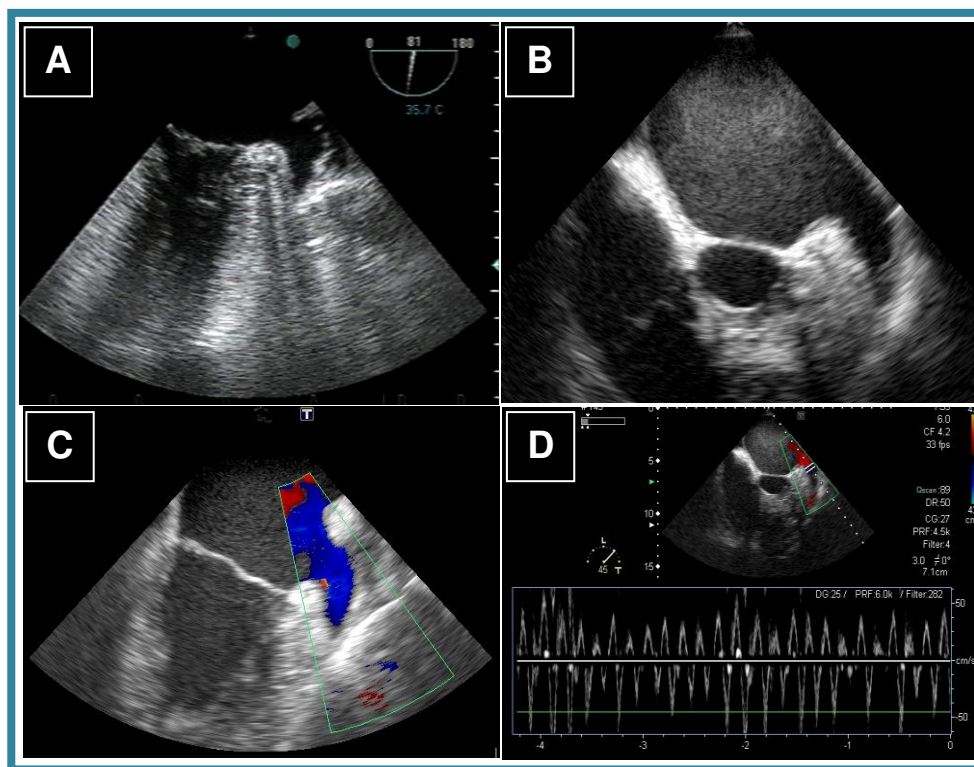 A
0 81 180
35.7 C
B
C
T
D
0
6.0
CF 4.2
33 fps
5
DR:50
CG:27
10
PRF:4.5k
Filter:4
L
45 T
3.0
7.1cm
15
DG:25 / PRF:6.0k / Filter:282
50
cm/s
-50
-4 -3 -2 -1 0